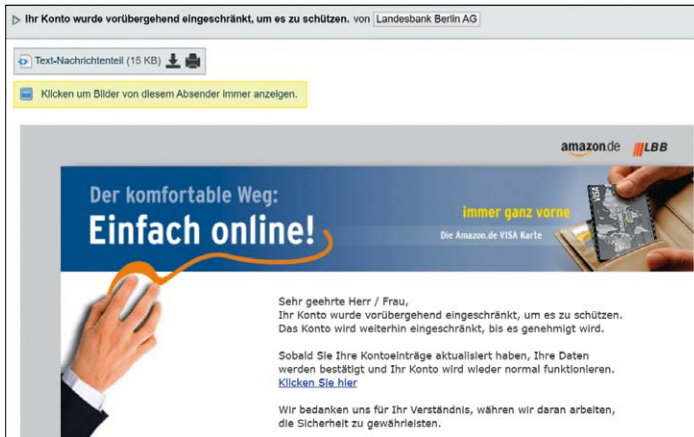 Ihr Konto wurde vorübergehend eingeschränkt, um es zu schützen. von Landesbank Berlin AG
Text-Nachrichtenteil (15 KB)
Klicken um Bilder von diesem Absender immer anzeigen.
amazon.de LBB
Der komfortable Weg:
Einfach online!
immer ganz vorne
Die Amazon.de VISA Karte
VISA
Sehr geehrte Herr / Frau,
Ihr Konto wurde vorübergehend eingeschränkt, um es zu schützen.
Das Konto wird weiterhin eingeschränkt, bis es genehmigt wird.
Sobald Sie Ihre Kontoeinträge aktualisiert haben, Ihre Daten
werden bestätigt und Ihr Konto wird wieder normal funktionieren.
Klicken Sie hier
Wir bedanken uns für Ihr Verständnis, währen wir daran arbeiten,
die Sicherheit zu gewährleisten.